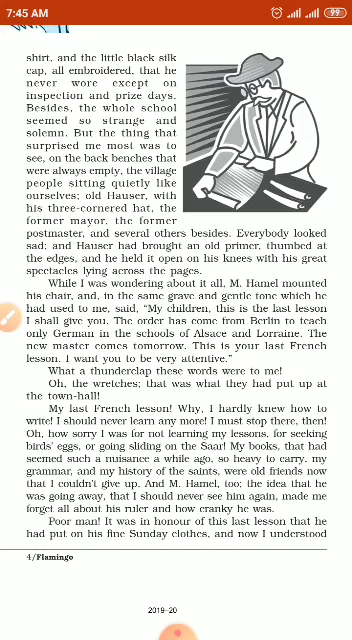 7:45 AM
99
shirt, and the little black silk
cap, all embroidered, that he
never wore except on
inspection and prize days.
Besides, the whole school
seemed so strange and
solemn. But the thing that
surprised me most was to
see, on the back benches that
were always empty, the village
people sitting quietly like
ourselves; old Hauser, with
his three-cornered hat, the
former mayor, the former
postmaster, and several others besides. Everybody looked
sad; and Hauser had brought an old primer, thumbed at
the edges, and he held it open on his knees with his great
spectacles lying across the pages.
While I was wondering about it all, M. Hamel mounted
his chair, and, in the same grave and gentle tone which he
had used to me, said, “My children, this is the last lesson
I shall give you. The order has come from Berlin to teach
only German in the schools of Alsace and Lorraine. The
new master comes tomorrow. This is your last French
lesson. I want you to be very attentive.”
What a thunderclap these words were to me!
Oh, the wretches; that was what they had put up at
the town-hall!
My last French lesson! Why, I hardly knew how to
write! I should never learn any more! I must stop there, then!
Oh, how sorry I was for not learning my lessons, for seeking
birds’ eggs, or going sliding on the Saar! My books, that had
seemed such a nuisance a while ago, so heavy to carry, my
grammar, and my history of the saints, were old friends now
that I couldn’t give up. And M. Hamel, too; the idea that he
was going away, that I should never see him again, made me
forget all about his ruler and how cranky he was.
Poor man! It was in honour of this last lesson that he
had put on his fine Sunday clothes, and now I understood
4/Flamingo
2019–20